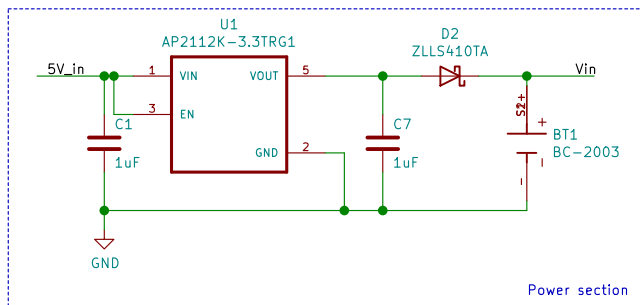 U1
AP2112K-3.3TRG1
D2
ZLLS410TA
5V_in
1
VIN
VOUT
5
Vin
3
EN
S2+
+
C1
1uF
C7
1uF
BT1
BC-2003
GND
2
-
-
GND
Power section